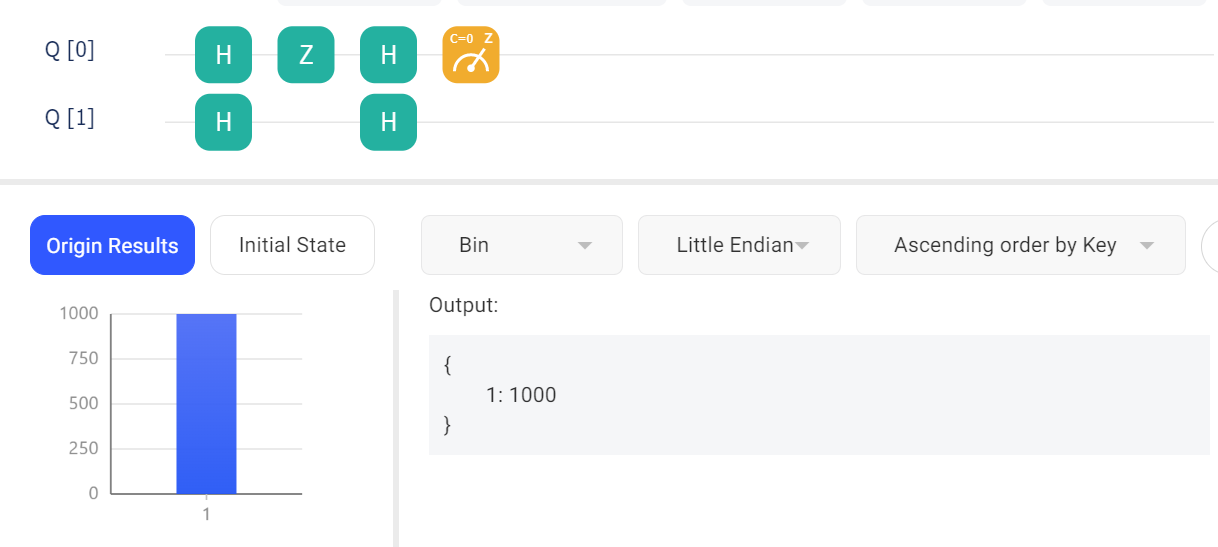 Q [0] H Z H C=0 Z
Q [1] H H
Origin Results Initial State Bin Little Endian Ascending order by Key
Output:
{
1: 1000
}
1000
750
500
250
0
1